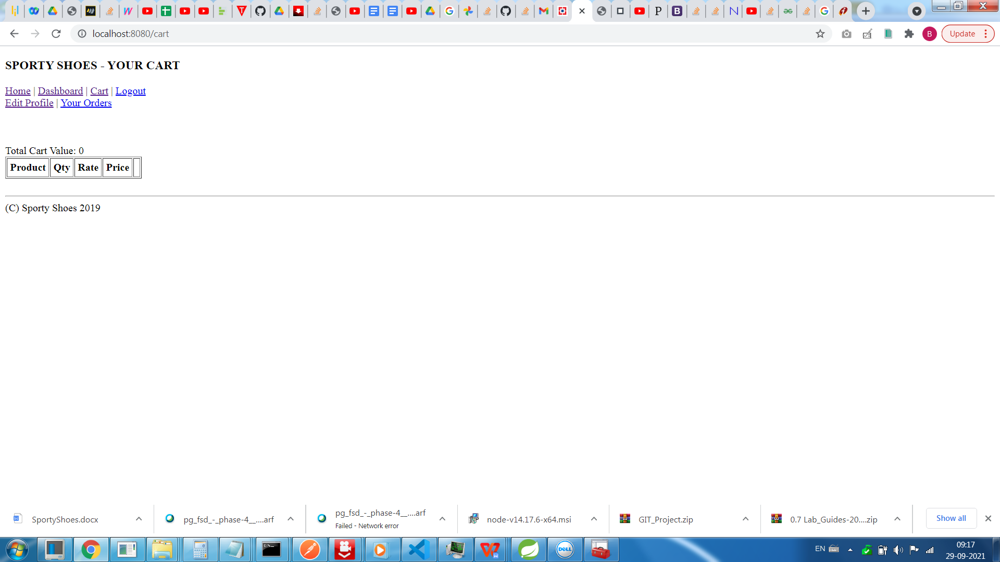 localhost:8080/cart
B
Update
SPORTY SHOES - YOUR CART
Home | Dashboard | Cart | Logout
Edit Profile | Your Orders
Total Cart Value: 0
Product Qty Rate Price
(C) Sporty Shoes 2019
SportyShoes.docx
pg_fsd_-_phase-4__....arf
pg_fsd_-_phase-4__....arf
Failed - Network error
node-v14.17.6-x64.msi
GIT_Project.zip
0.7 Lab_Guides-20....zip
Show all
DELL
EN
09:17
29-09-2021